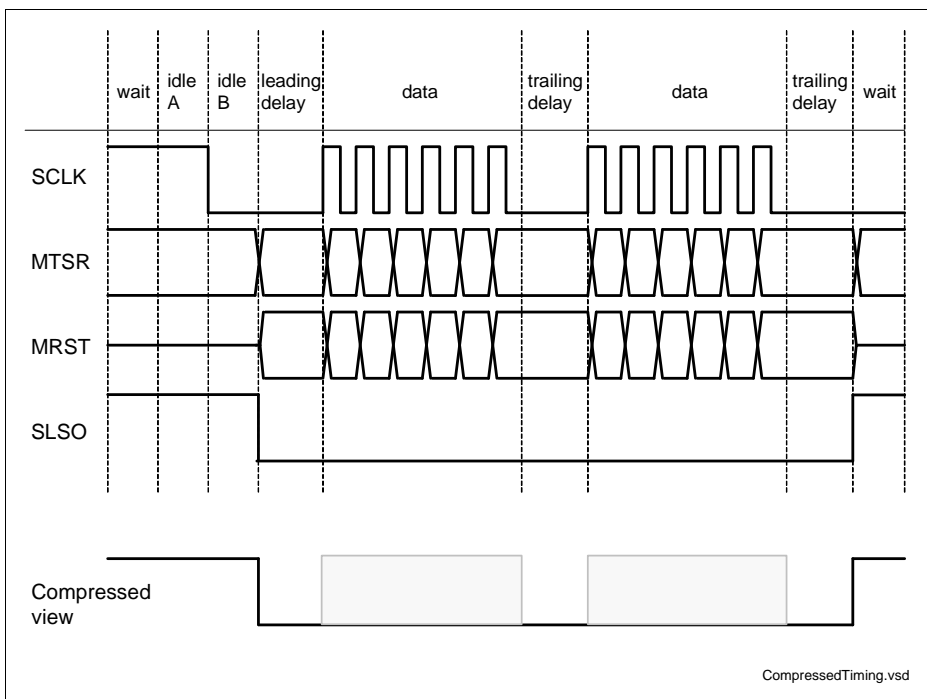 wait
idle
A
idle
B
leading
delay
data
trailing
delay
data
trailing
delay
wait
SCLK
MTSR
MRST
SLSO
Compressed
view
CompressedTiming.vsd